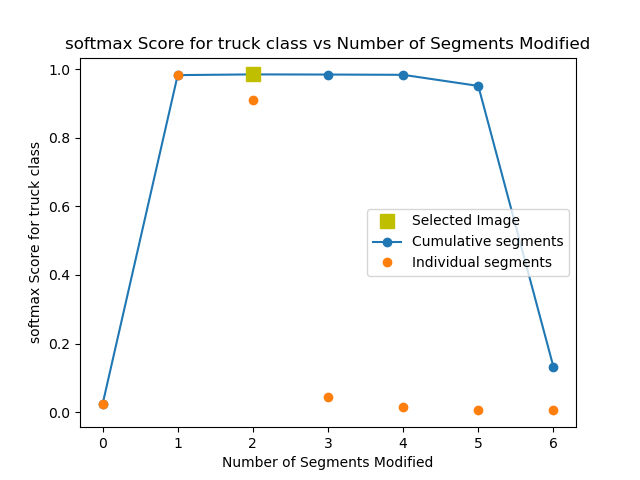 softmax Score for truck class vs Number of Segments Modified
softmax Score for truck class
1.0
0.8
0.6
0.4
0.2
0.0
Selected Image
Cumulative segments
Individual segments
0 1 2 3 4 5 6
Number of Segments Modified